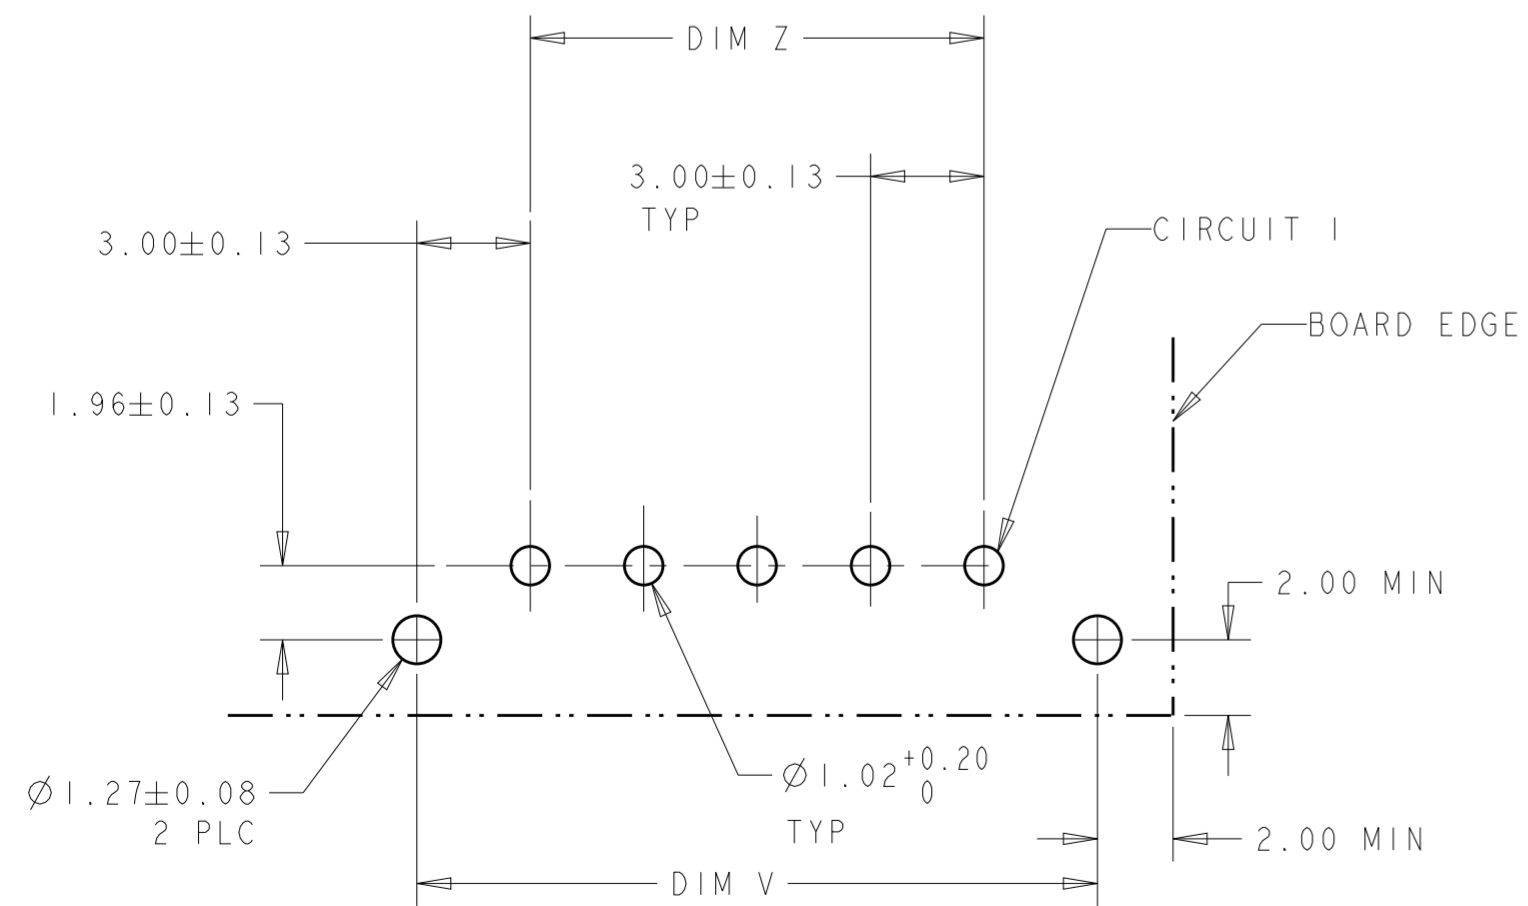 DIM Z
3.00±0.13
TYP
3.00±0.13
CIRCUIT 1
BOARD EDGE
1.96±0.13
2.00 MIN
Ø1.02 +0.20
0
TYP
Ø1.27±0.08
2 PLC
2.00 MIN
DIM V